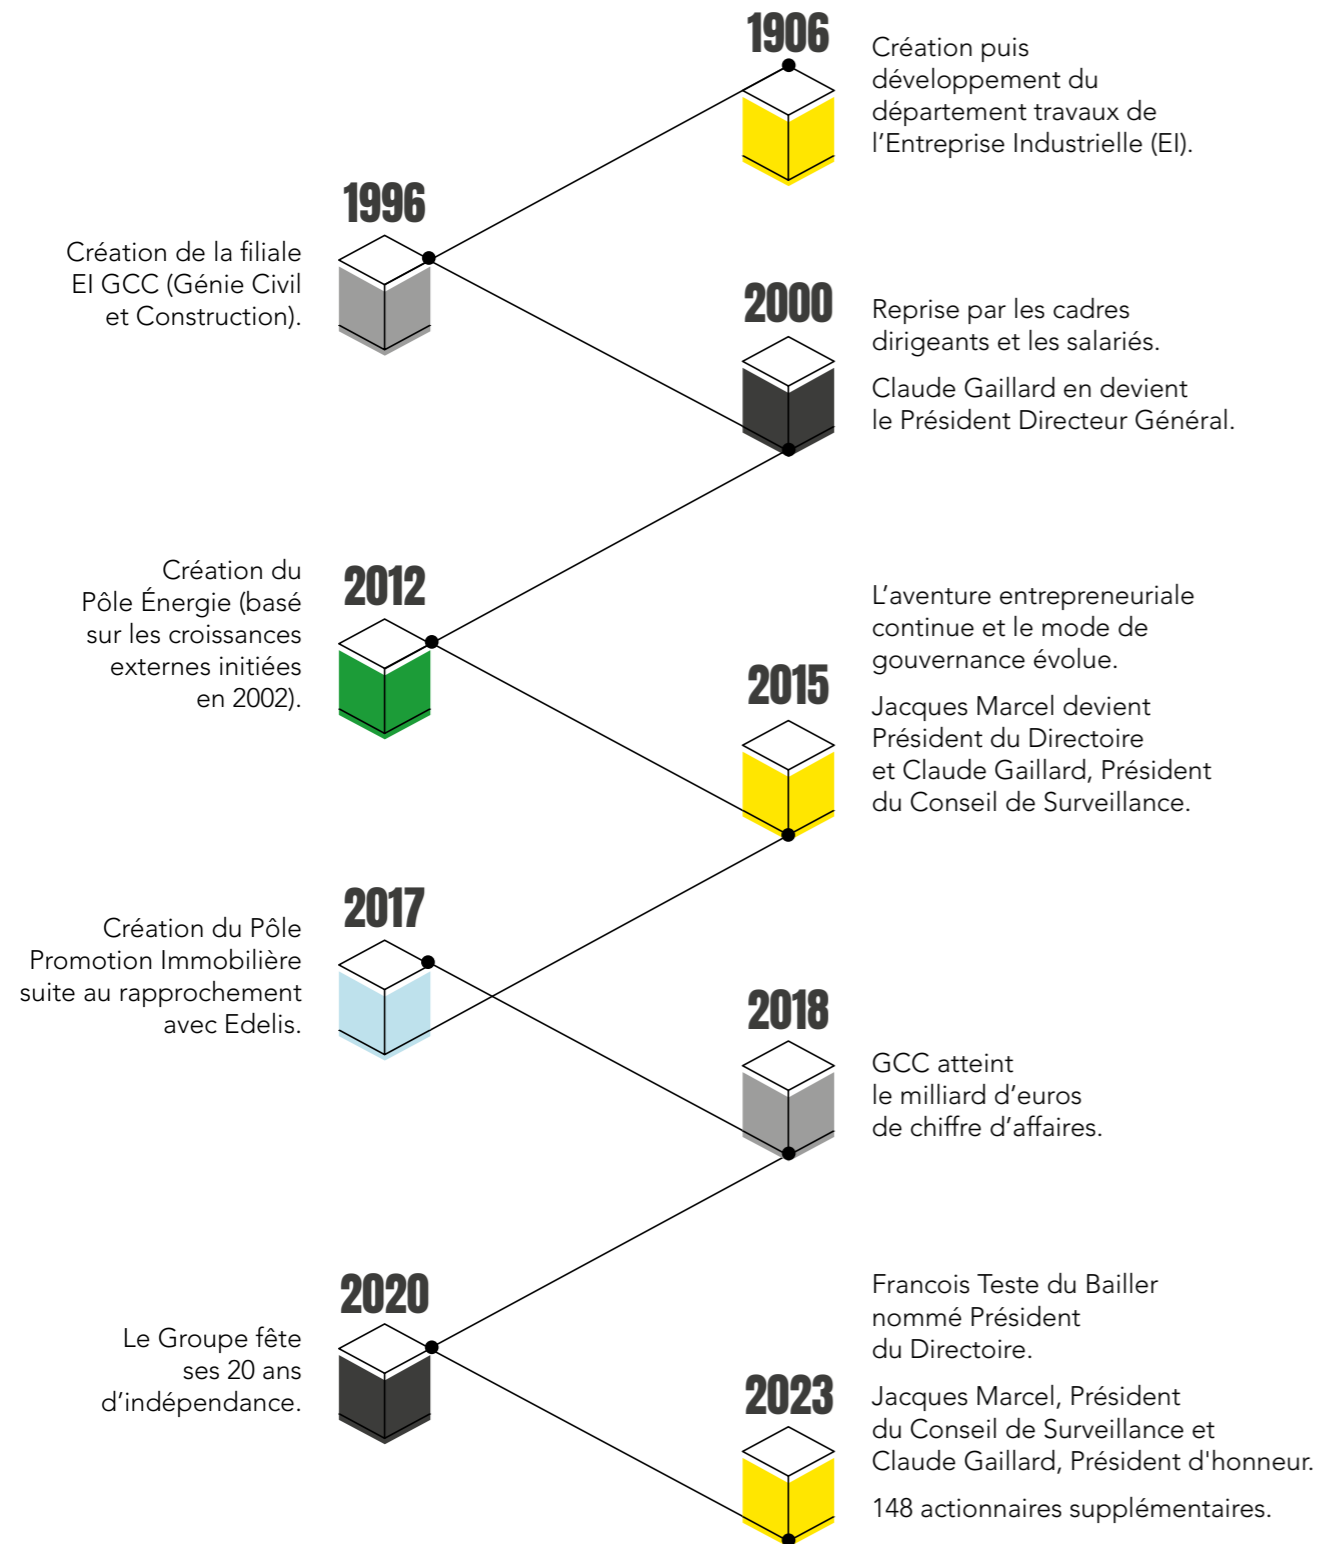 1906
Création puis
développement du
département travaux de
l’Entreprise Industrielle (EI).
1996
Création de la filiale
EI GCC (Génie Civil
et Construction).
2000
Reprise par les cadres
dirigeants et les salariés.
Claude Gaillard en devient
le Président Directeur Général.
2012
Création du
Pôle Énergie (basé
sur les croissances
externes initiées
en 2002).
2015
L’aventure entrepreneuriale
continue et le mode de
gouvernance évolue.
Jacques Marcel devient
Président du Directoire
et Claude Gaillard, Président
du Conseil de Surveillance.
2017
Création du Pôle
Promotion Immobilière
suite au rapprochement
avec Edelis.
2018
GCC atteint
le milliard d’euros
de chiffre d’affaires.
2020
Le Groupe fête
ses 20 ans
d’indépendance.
2023
Francois Teste du Bailler
nommé Président
du Directoire.
Jacques Marcel, Président
du Conseil de Surveillance et
Claude Gaillard, Président d'honneur.
148 actionnaires supplémentaires.